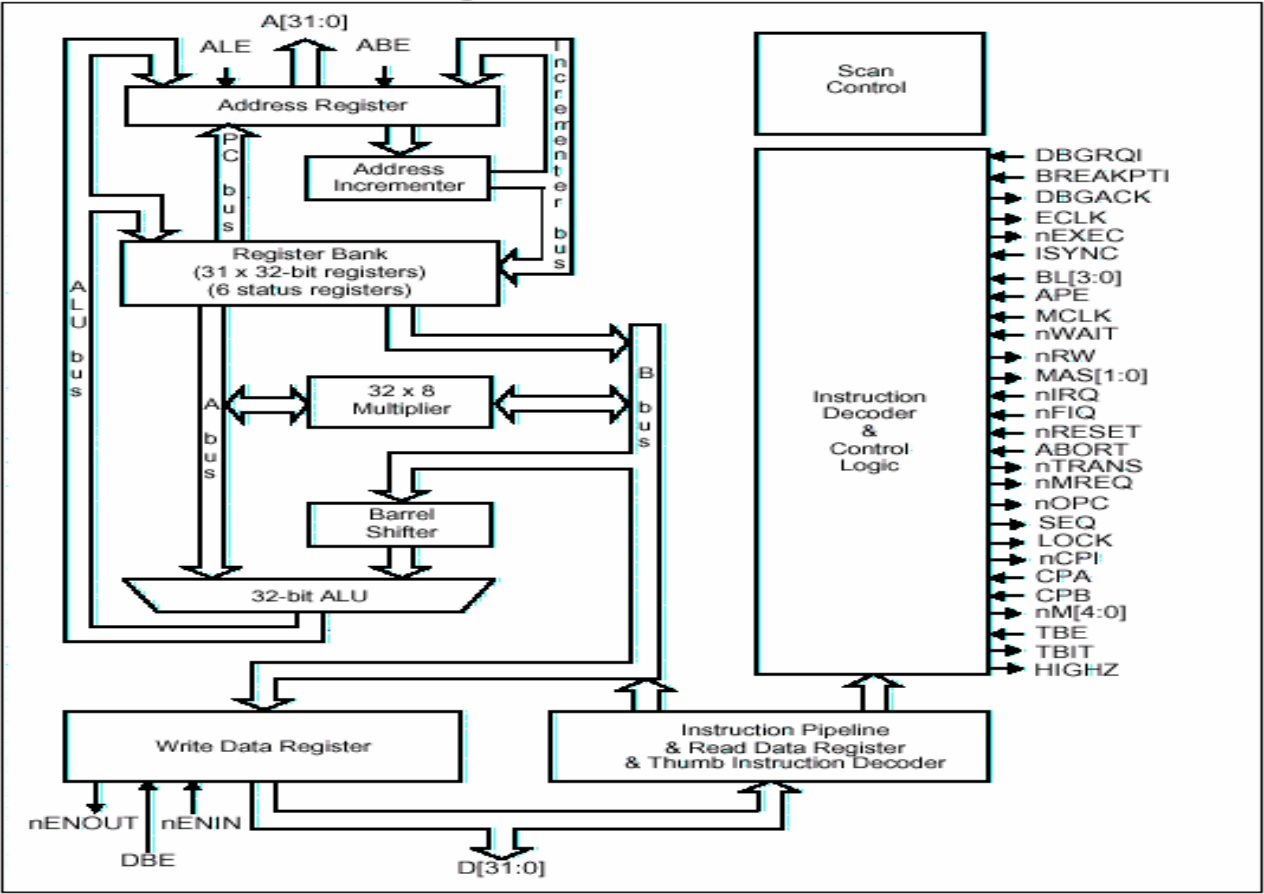 A[31:0]
ALE
ABE
Address Register
Incrementer bus
PC bus
Address
Incrementer
Register Bank
(31 x 32-bit registers)
(6 status registers)
ALU bus
A bus
32 x 8
Multiplier
B bus
Barrel
Shifter
32-bit ALU
Write Data Register
Instruction Pipeline
& Read Data Register
& Thumb Instruction Decoder
nENOUT
nENIN
DBE
D[31:0]
Scan
Control
Instruction
Decoder
&
Control
Logic
DBGRQI
BREAKPTI
DBGACK
ECLK
nEXEC
ISYNC
BL[3:0]
APE
MCLK
nWAIT
nRW
MAS[1:0]
nIRQ
nFIQ
nRESET
ABORT
nTRANS
nMREQ
nOPC
SEQ
LOCK
nCPI
CPA
CPB
nM[4:0]
TBE
TBIT
HIGHZ